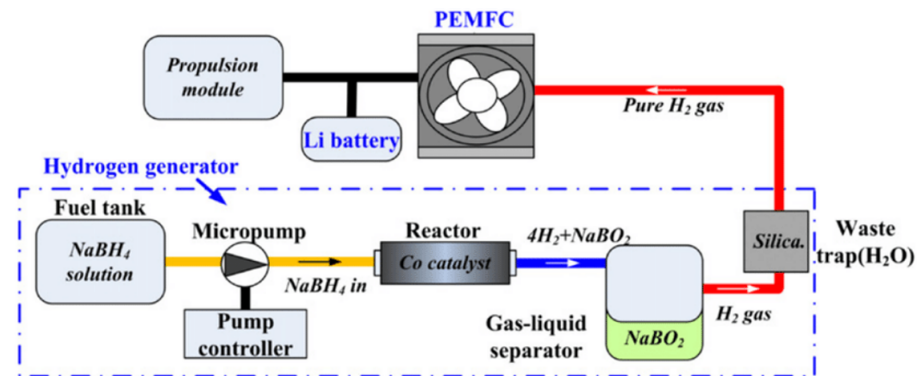 PEMFC
Propulsion
module
Pure H₂ gas
Li battery
Hydrogen generator
Fuel tank
NaBH₄
solution
Micropump
Reactor
4H₂+NaBO₂
Silica.
Waste
trap(H₂O)
Co catalyst
NaBH₄ in
H₂ gas
Pump
controller
Gas-liquid
separator
NaBO₂